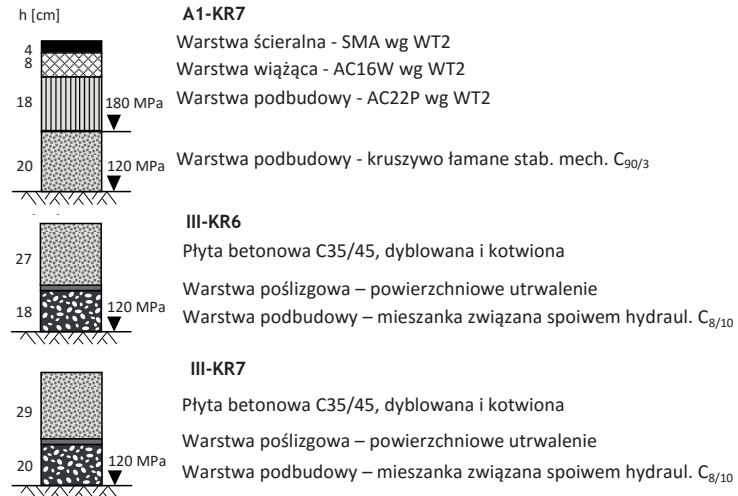 h [cm]
A1-KR7
4
Warstwa ścieralna - SMA wg WT2
8
Warstwa wiążąca - AC16W wg WT2
18
180 MPa
Warstwa podbudowy - AC22P wg WT2
20
120 MPa
Warstwa podbudowy - kruszywo łamane stab. mech. C90/3
III-KR6
Płyta betonowa C35/45, dyblowana i kotwiona
27
Warstwa poślizgowa – powierzchniowe utrwalenie
18
120 MPa
Warstwa podbudowy – mieszanka związana spoiwem hydraul. C8/10
III-KR7
29
Płyta betonowa C35/45, dyblowana i kotwiona
Warstwa poślizgowa – powierzchniowe utrwalenie
20
120 MPa
Warstwa podbudowy – mieszanka związana spoiwem hydraul. C8/10